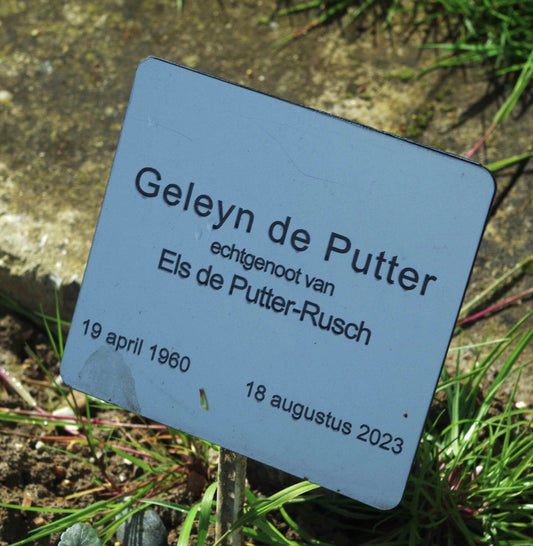 Geleyn de Putter
echtgenoot van
Els de Putter-Rusch
19 april 1960
18 augustus 2023